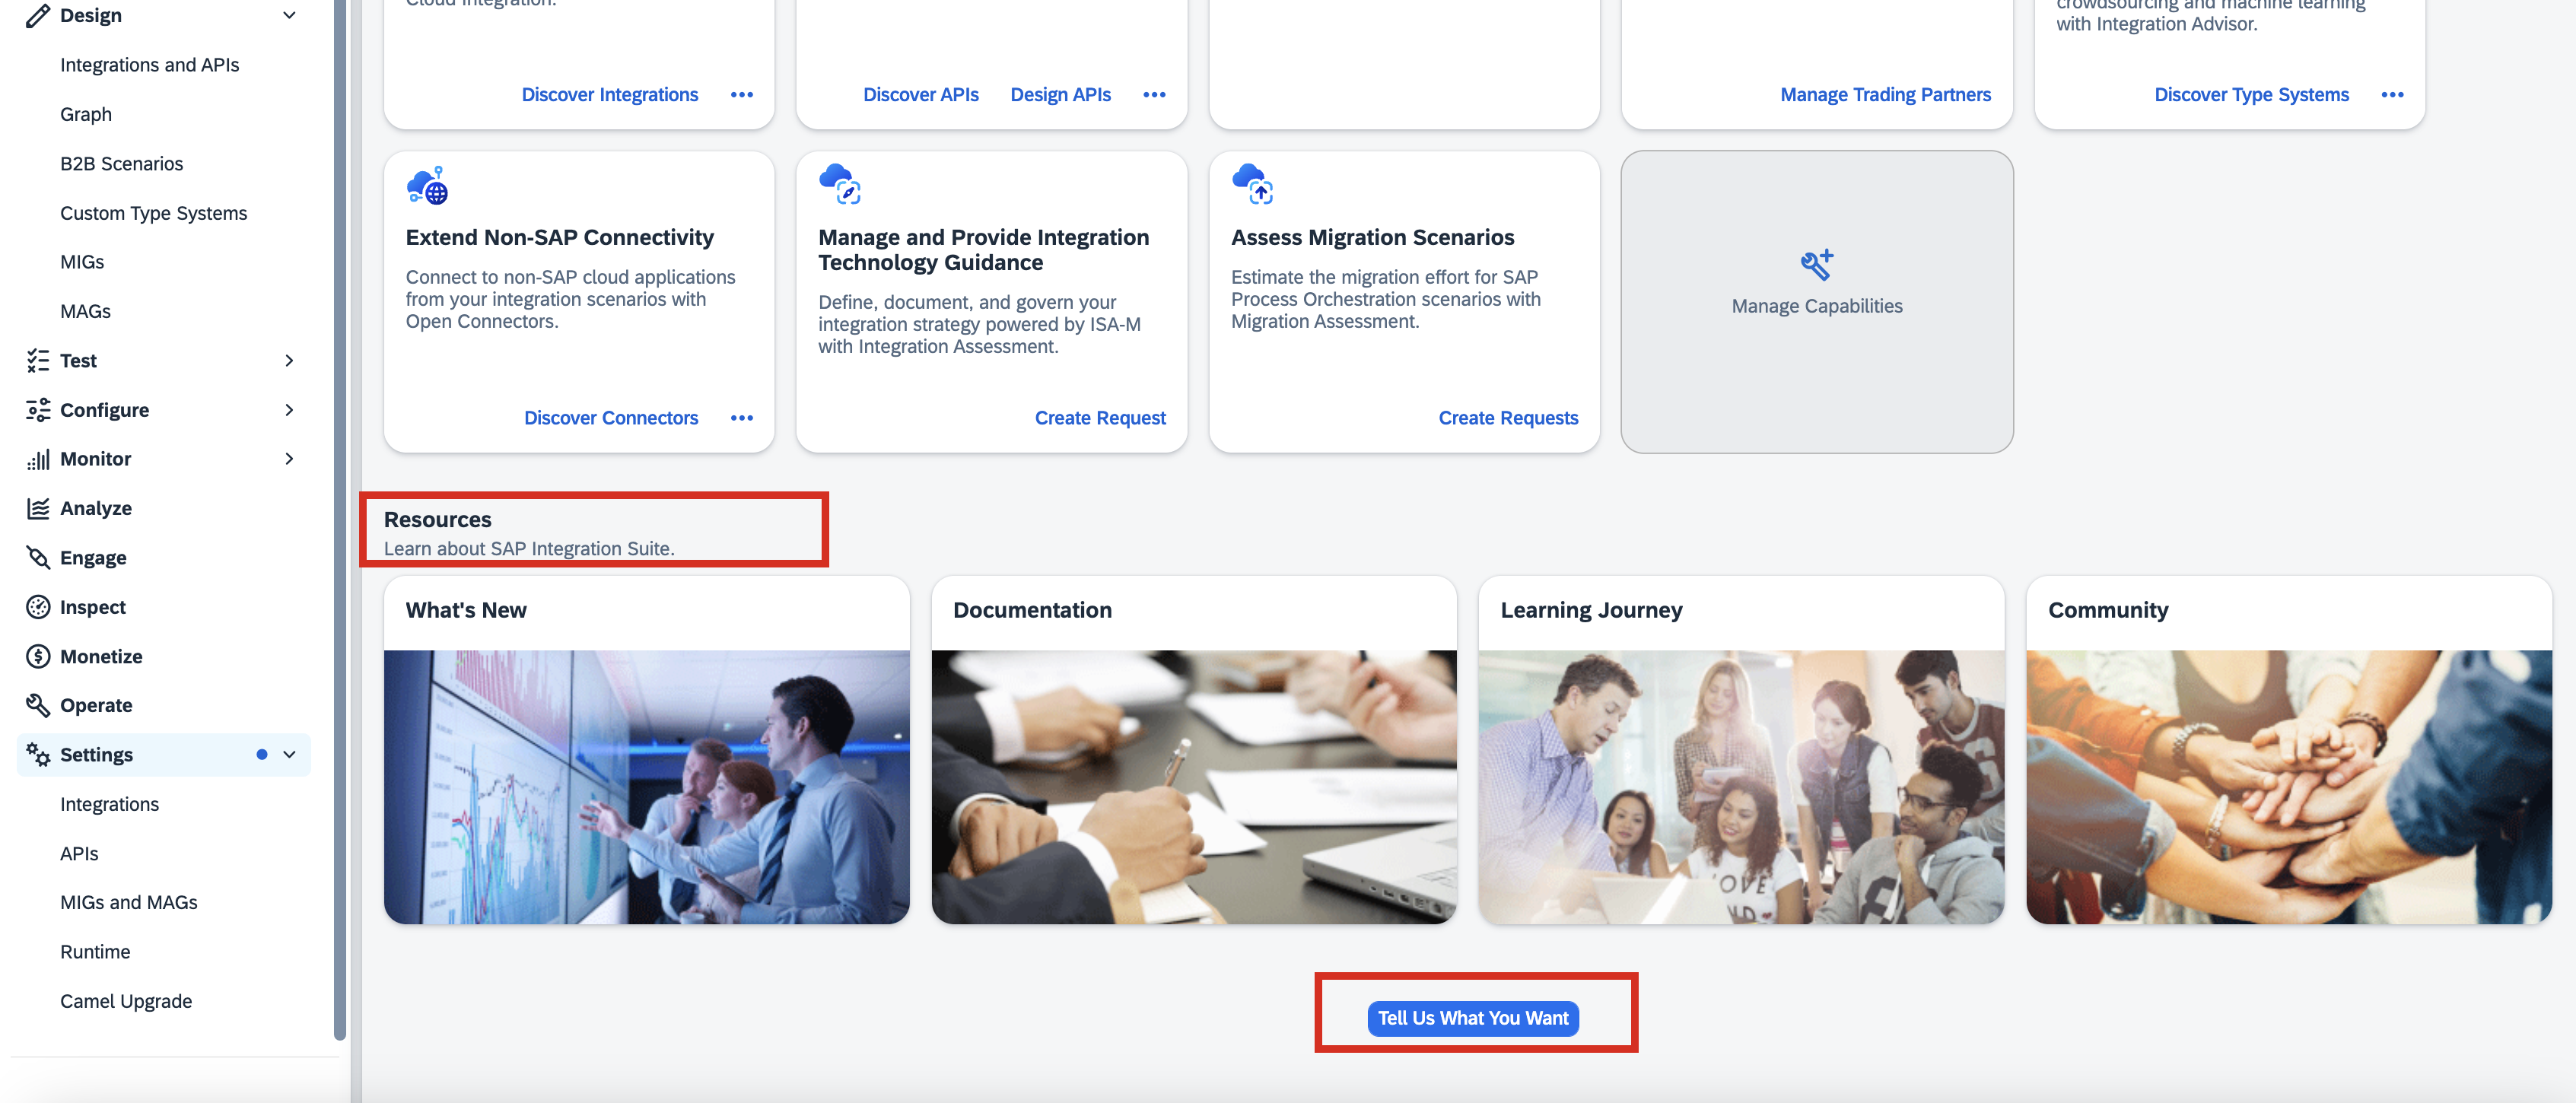 Design
Integrations and APIs
Graph
B2B Scenarios
Custom Type Systems
MIGs
MAGs
Test
Configure
Monitor
Analyze
Engage
Inspect
Monetize
Operate
Settings
Integrations
APIs
MIGs and MAGs
Runtime
Camel Upgrade
Cloud Integration.
Discover Integrations
Discover APIs
Design APIs
Manage Trading Partners
crowdsourcing and machine learning
with Integration Advisor.
Discover Type Systems
Extend Non-SAP Connectivity
Connect to non-SAP cloud applications
from your integration scenarios with
Open Connectors.
Discover Connectors
Manage and Provide Integration
Technology Guidance
Define, document, and govern your
integration strategy powered by ISA-M
with Integration Assessment.
Create Request
Assess Migration Scenarios
Estimate the migration effort for SAP
Process Orchestration scenarios with
Migration Assessment.
Create Requests
Manage Capabilities
Resources
Learn about SAP Integration Suite.
What's New
Documentation
Learning Journey
Community
Tell Us What You Want